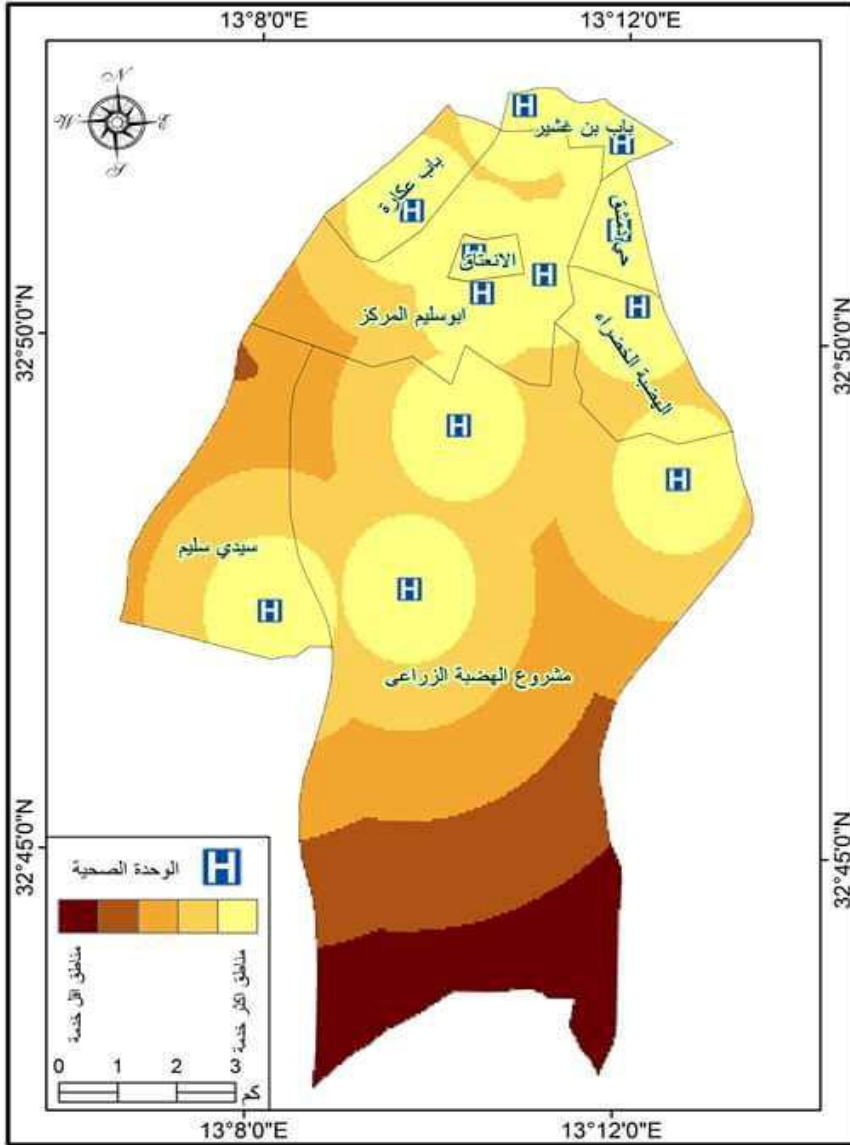 13°8'0"E
13°12'0"E
N
W
E
S
باب بن غشير
H
H
باب عكارة
H
حي دمشق
H
H
الانعتاق
H
H
ابوسليم المركز
H
الهضبة الخضراء
32°50'0"N
32°50'0"N
H
H
سيدي سليم
H
H
مشروع الهضبة الزراعى
32°45'0"N
32°45'0"N
الوحدة الصحية
H
مناطق اقل خدمة
مناطق اكثر خدمة
0 1 2 3
13°8'0"E
13°12'0"E